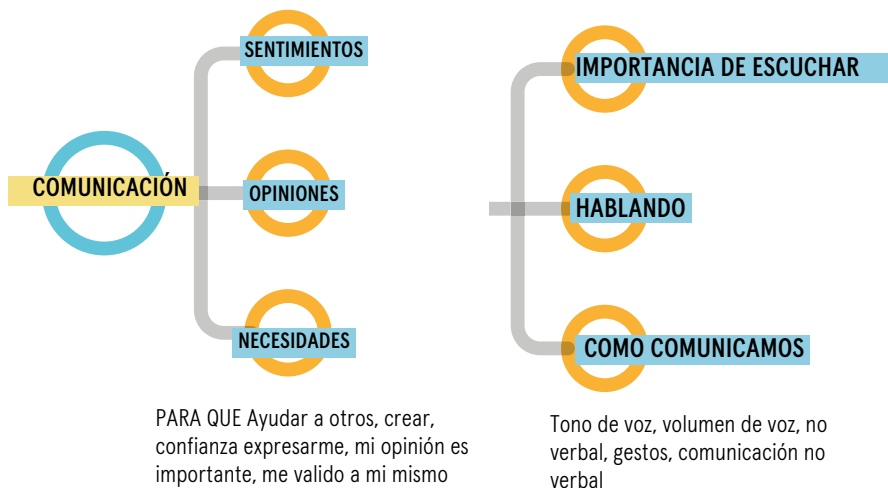 COMUNICACIÓN
SENTIMIENTOS
OPINIONES
NECESIDADES
PARA QUE Ayudar a otros, crear,
confianza expresarme, mi opinión es
importante, me valido a mi mismo
IMPORTANCIA DE ESCUCHAR
HABLANDO
COMO COMUNICAMOS
Tono de voz, volumen de voz, no
verbal, gestos, comunicación no
verbal